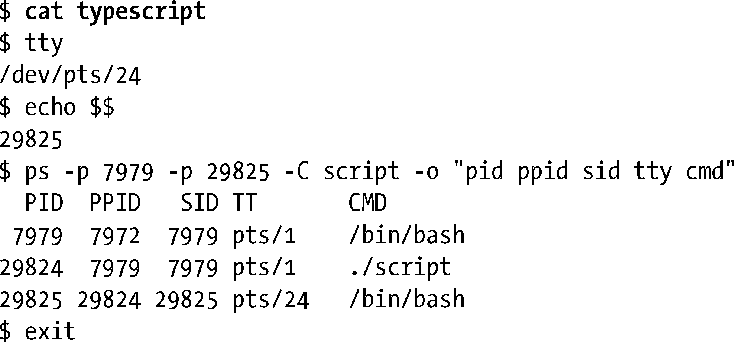 $ cat typescript
$ tty
/dev/pts/24
$ echo $$
29825
$ ps -p 7979 -p 29825 -C script -o "pid ppid sid tty cmd"
  PID  PPID   SID TT       CMD
 7979  7972  7979 pts/1    /bin/bash
29824  7979  7979 pts/1    ./script
29825 29824 29825 pts/24   /bin/bash
$ exit